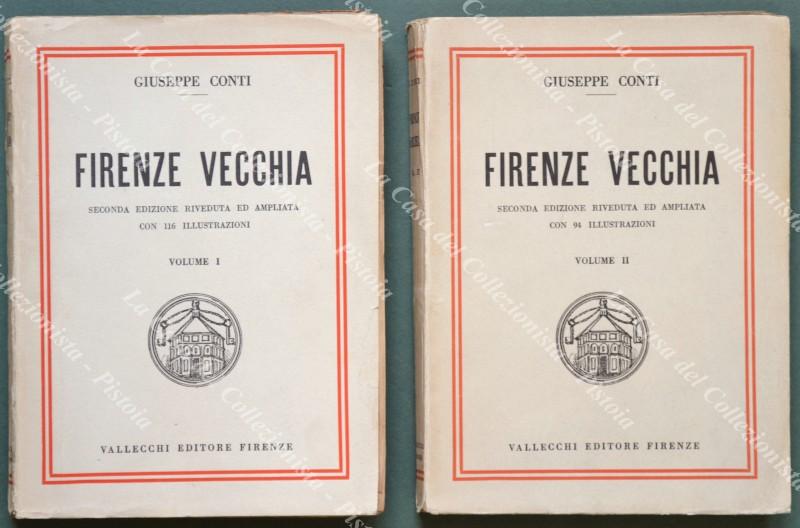 GIUSEPPE CONTI
FIRENZE VECCHIA
SECONDA EDIZIONE RIVEDUTA ED AMPLIATA
CON 116 ILLUSTRAZIONI
VOLUME I
VALLECCHI EDITORE FIRENZE
GIUSEPPE CONTI
FIRENZE VECCHIA
SECONDA EDIZIONE RIVEDUTA ED AMPLIATA
CON 94 ILLUSTRAZIONI
VOLUME II
VALLECCHI EDITORE FIRENZE
La Casa del Collezionista - Pistoia